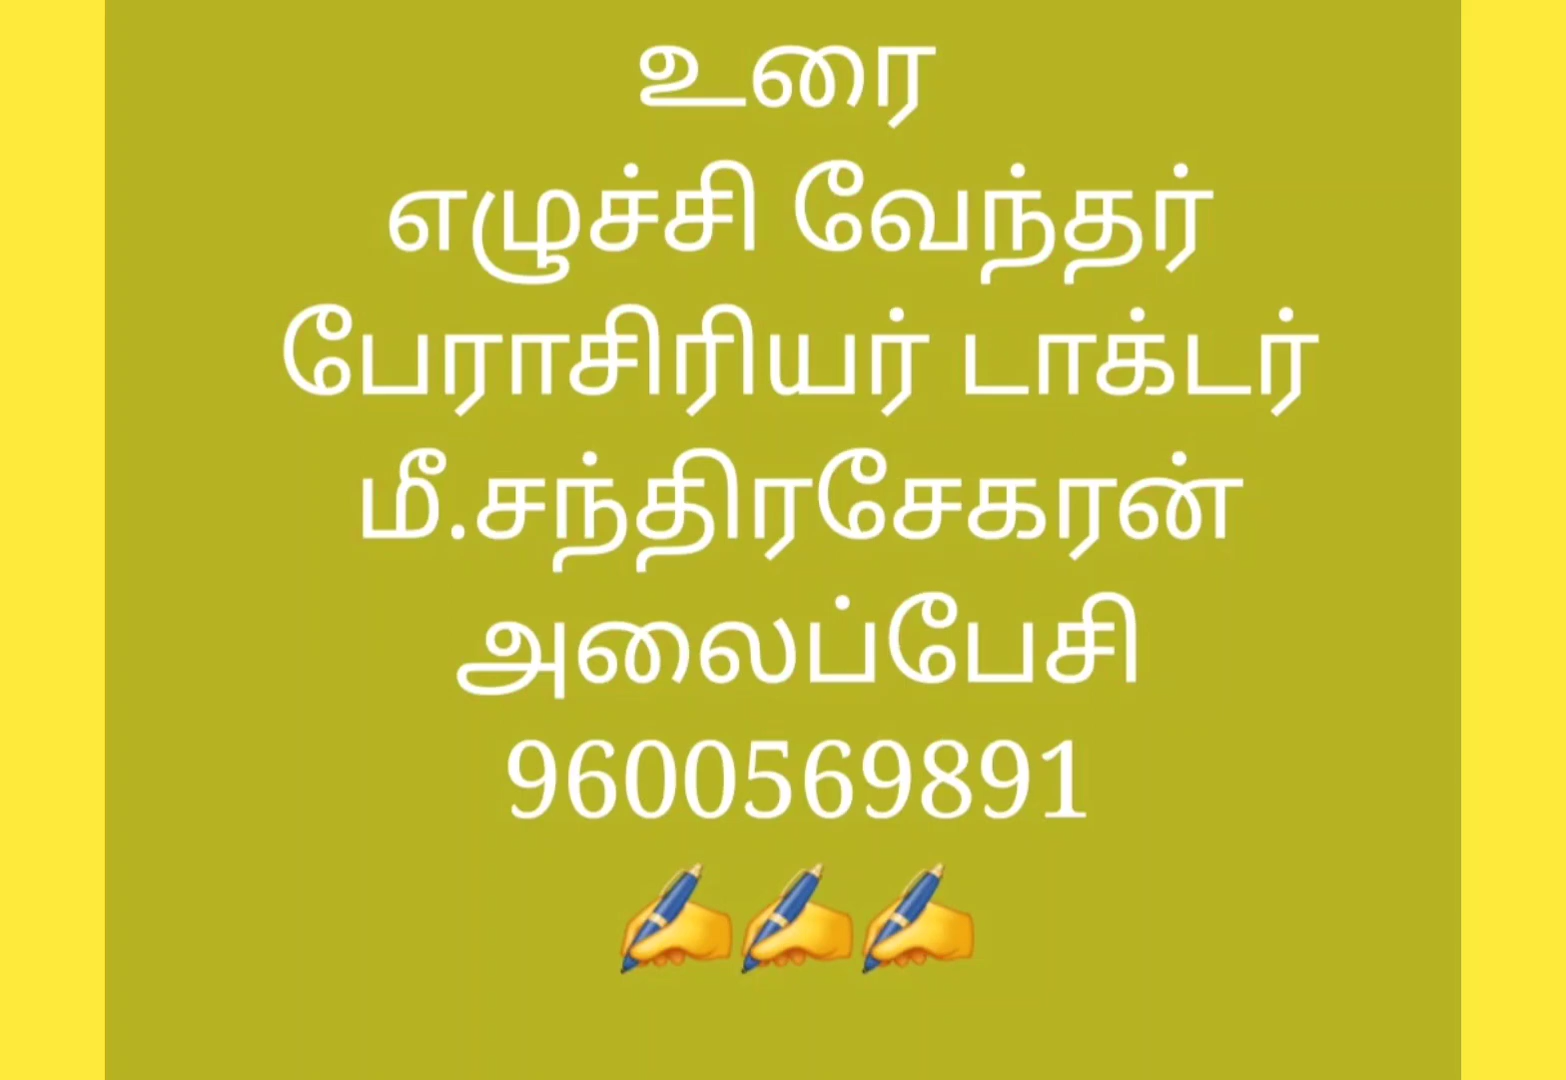 உரை
எழுச்சி வேந்தர்
பேராசிரியர் டாக்டர்
மீ.சந்திரசேகரன்
அலைப்பேசி
9600569891